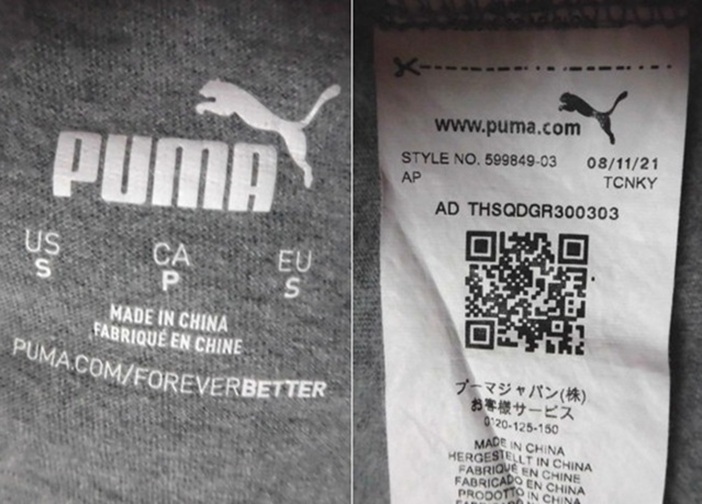 PUMA
US CA EU
S P S
MADE IN CHINA
FABRIQUÉ EN CHINE
PUMA.COM/FOREVERBETTER
www.puma.com
STYLE NO. 599849-03 08/11/21
AP TCNKY
AD THSQDGR300303
プーマジャパン(株)
お客様サービス
0120-125-150
MADE IN CHINA
HERGESTELLT IN CHINA
FABRIQUÉ EN CHINE
FABRICADO EN CHINA
PRODOTTO IN CHINA